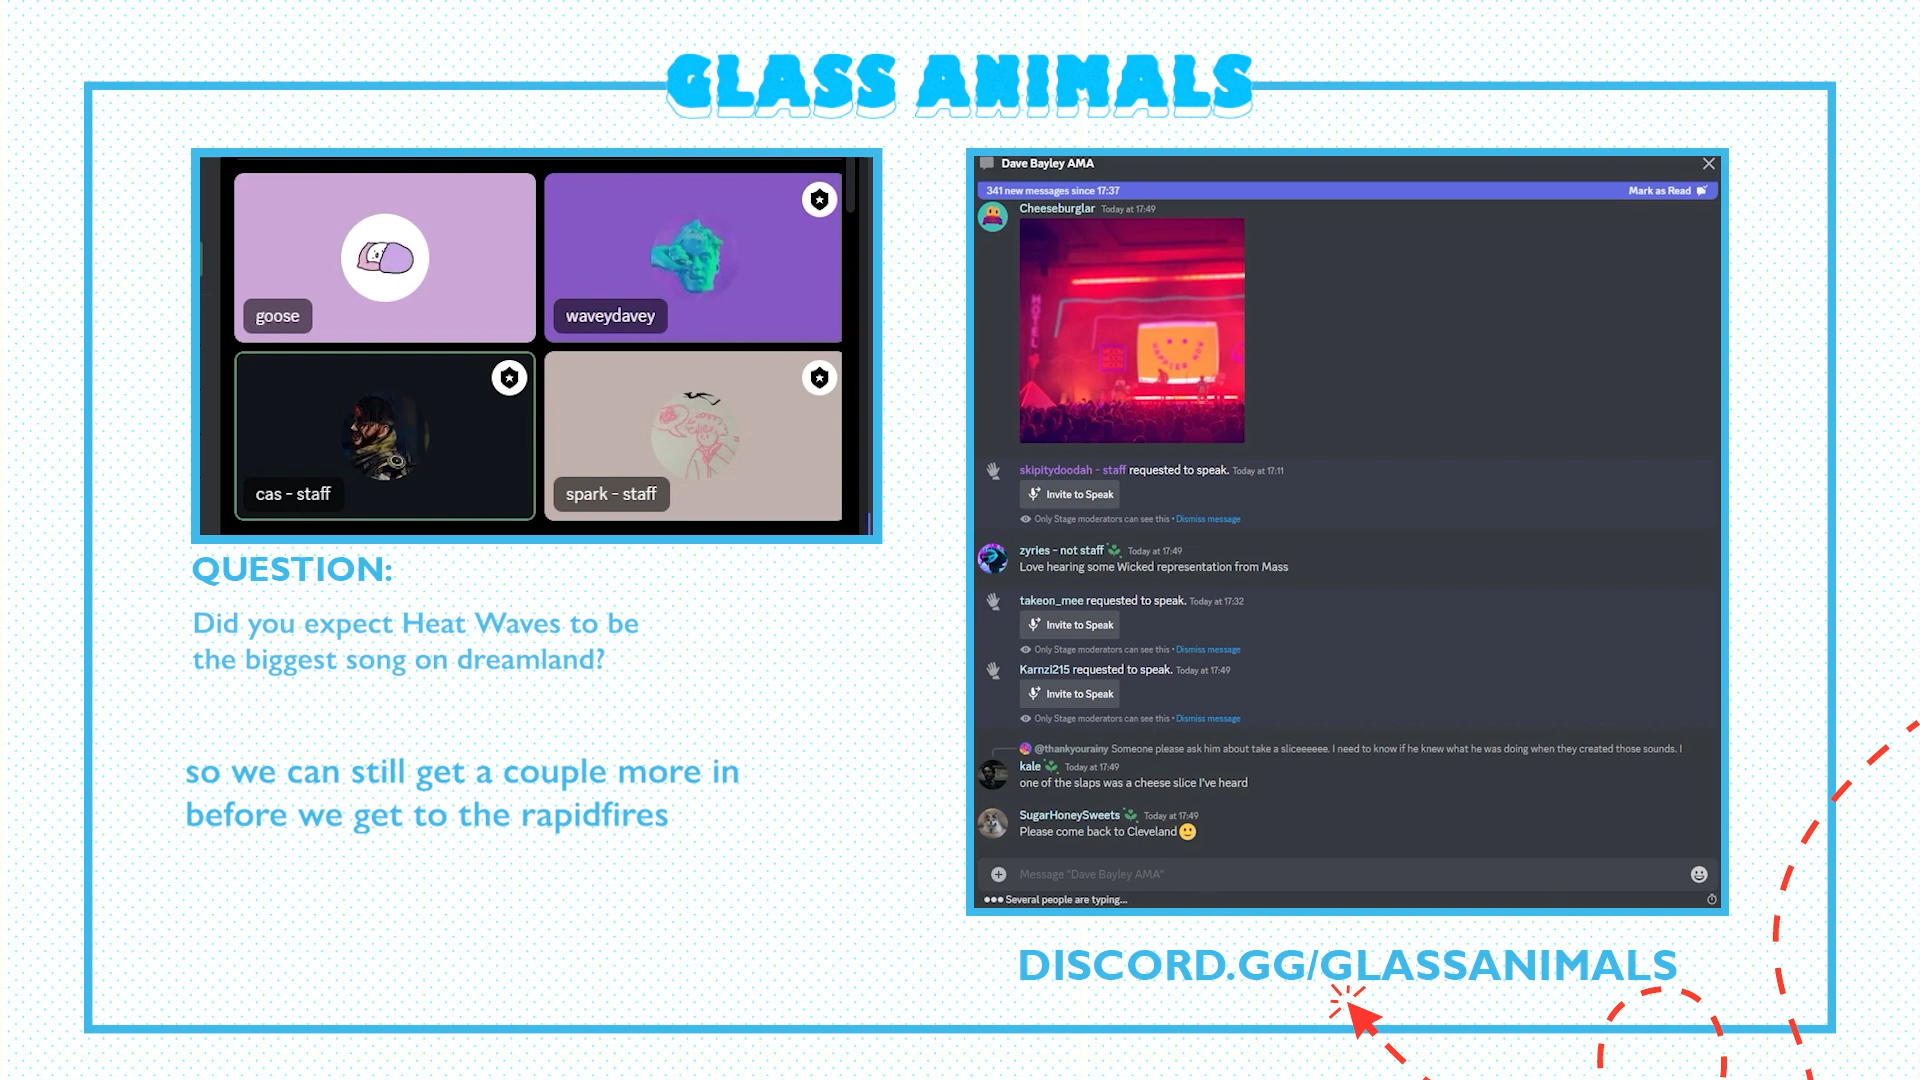 GLASS ANIMALS
goose
waveydavey
cas - staff
spark - staff
QUESTION:
Did you expect Heat Waves to be
the biggest song on dreamland?
so we can still get a couple more in
before we get to the rapidfires
Dave Bayley AMA
341 new messages since 17:37 Mark as Read
Cheeseburglar Today at 17:49
HOTEL
HAPPIER NOW
skipitydoodah - staff requested to speak. Today at 17:11
Invite to Speak
Only Stage moderators can see this • Dismiss message
zyries - not staff Today at 17:49
Love hearing some Wicked representation from Mass
takeon_mee requested to speak. Today at 17:32
Invite to Speak
Only Stage moderators can see this • Dismiss message
Karnzi215 requested to speak. Today at 17:49
Invite to Speak
Only Stage moderators can see this • Dismiss message
@thankyourainy Someone please ask him about take a sliceeeeee. I need to know if he knew what he was doing when they created those sounds. I
kale Today at 17:49
one of the slaps was a cheese slice I've heard
SugarHoneySweets Today at 17:49
Please come back to Cleveland
Message "Dave Bayley AMA"
Several people are typing...
DISCORD.GG/GLASSANIMALS